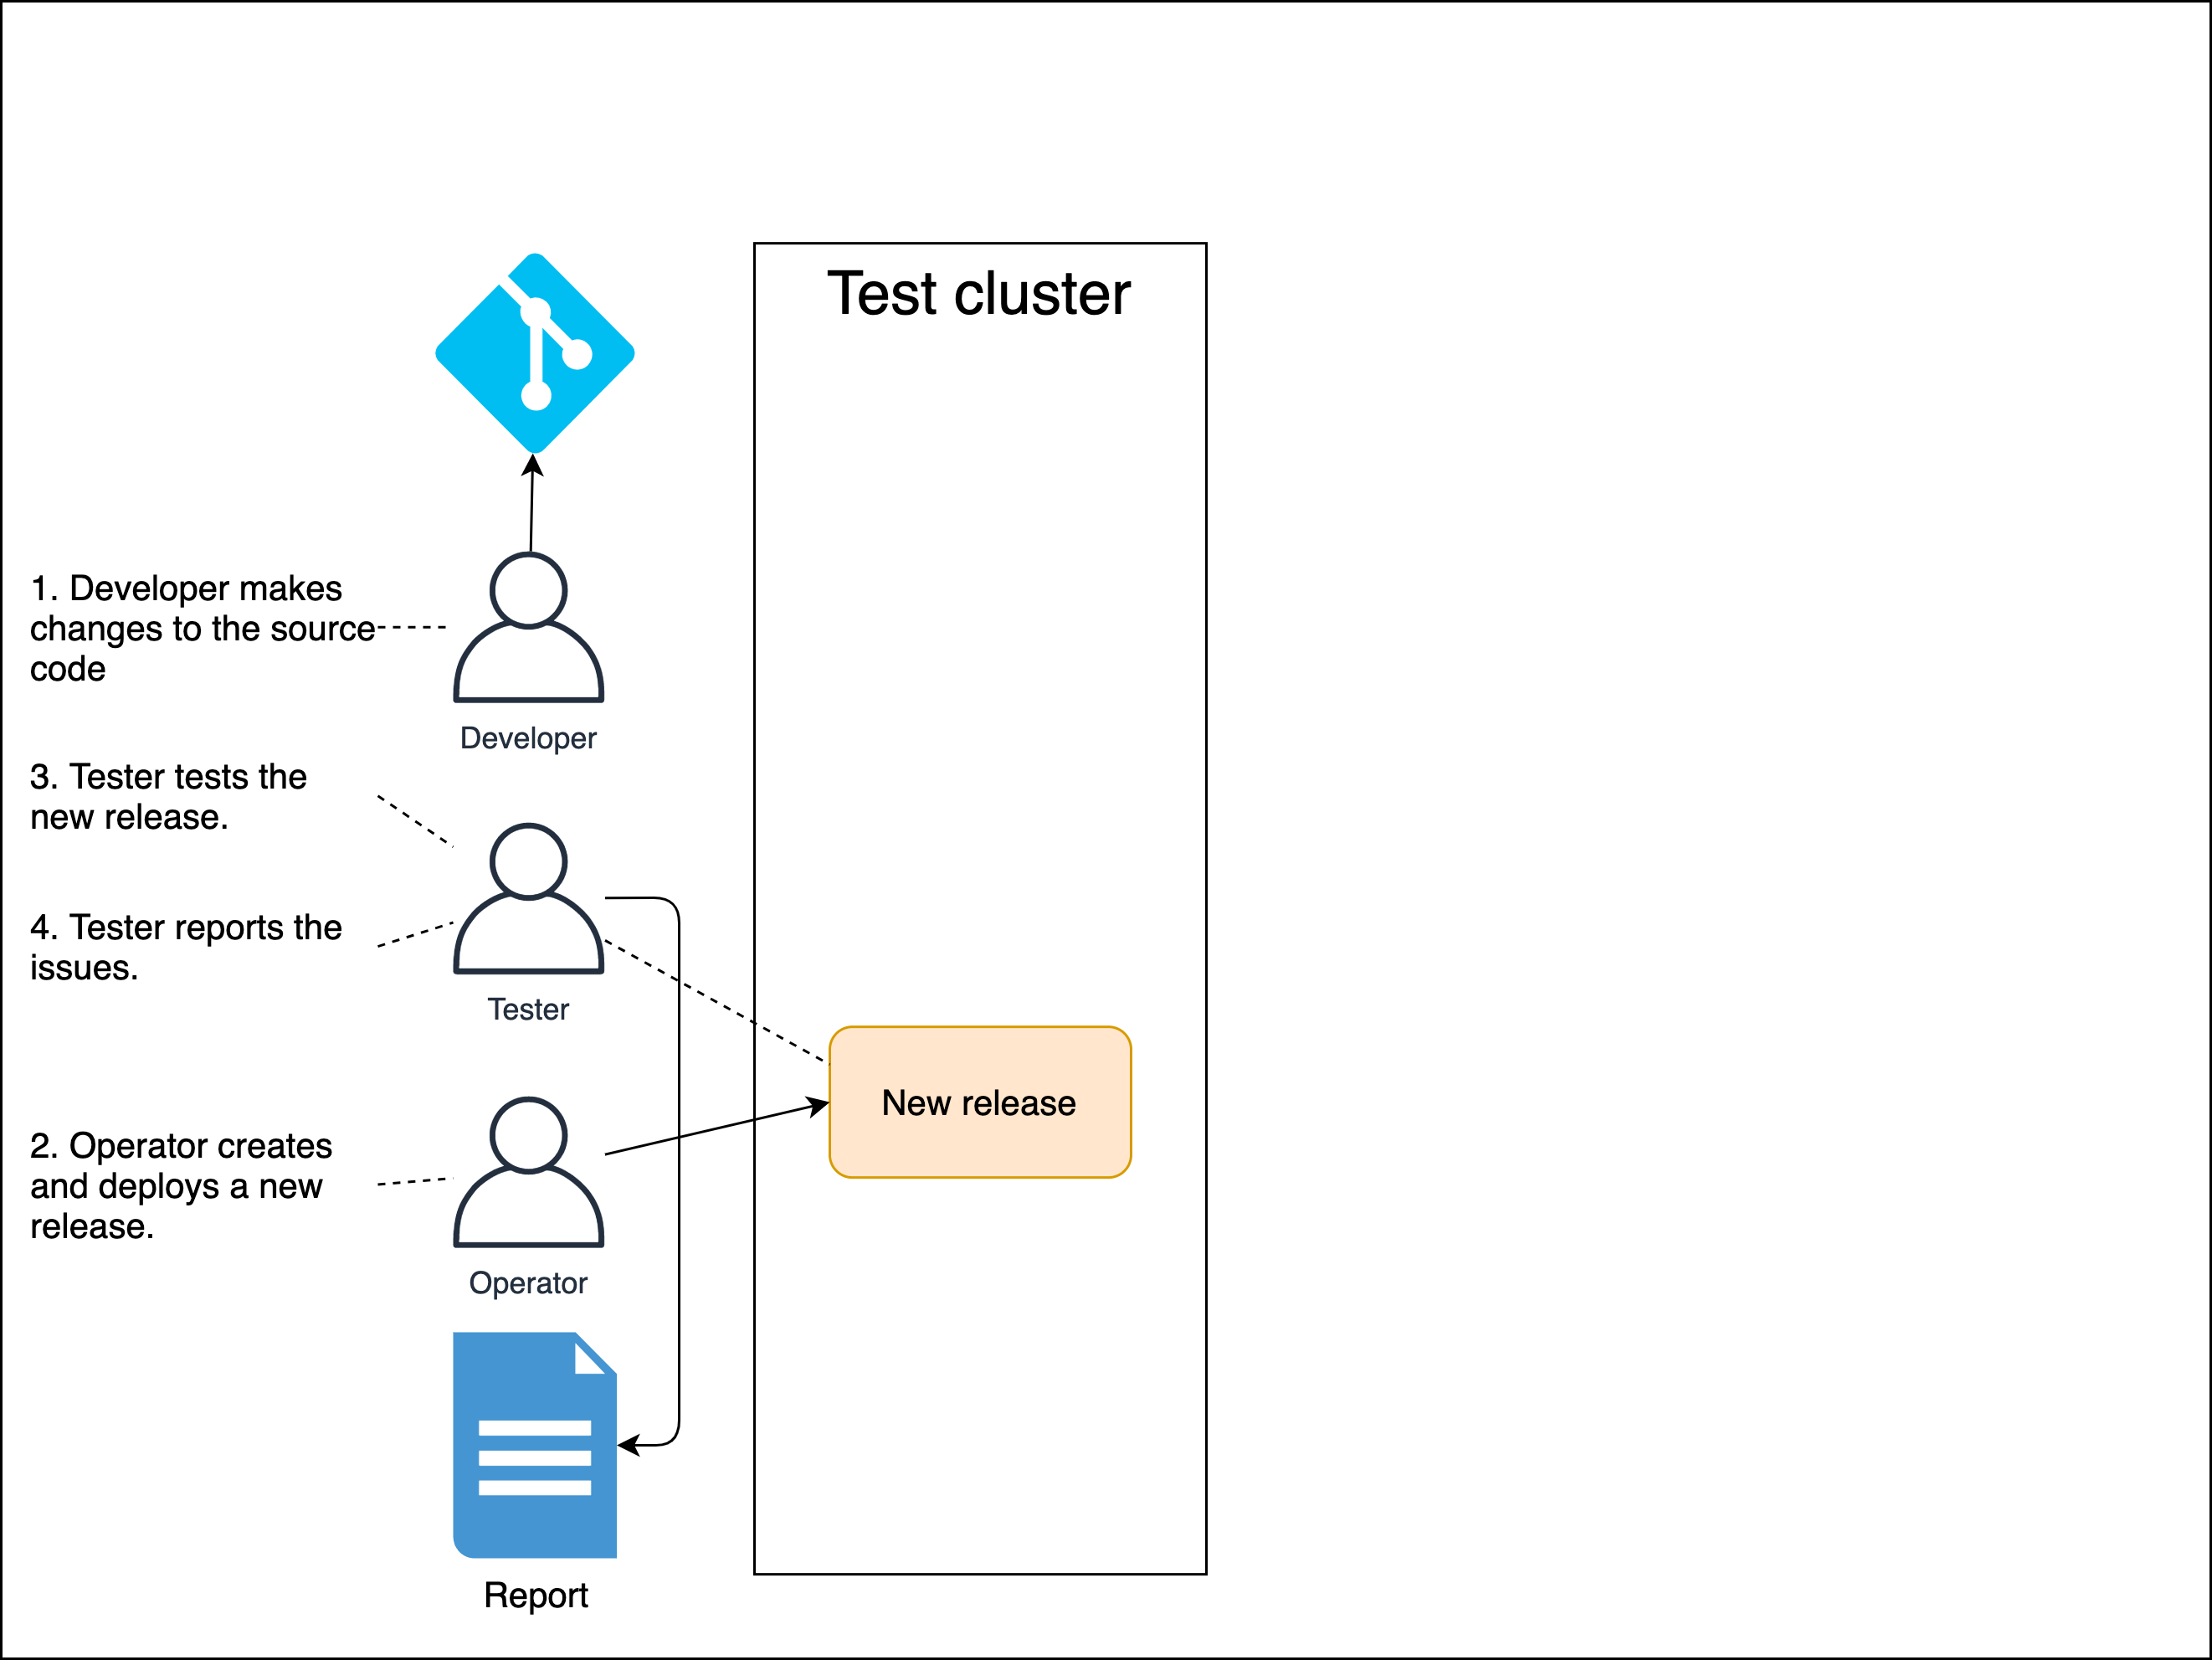 Test cluster
1. Developer makes
changes to the source
code
Developer
3. Tester tests the
new release.
4. Tester reports the
issues.
Tester
New release
2. Operator creates
and deploys a new
release.
Operator
Report